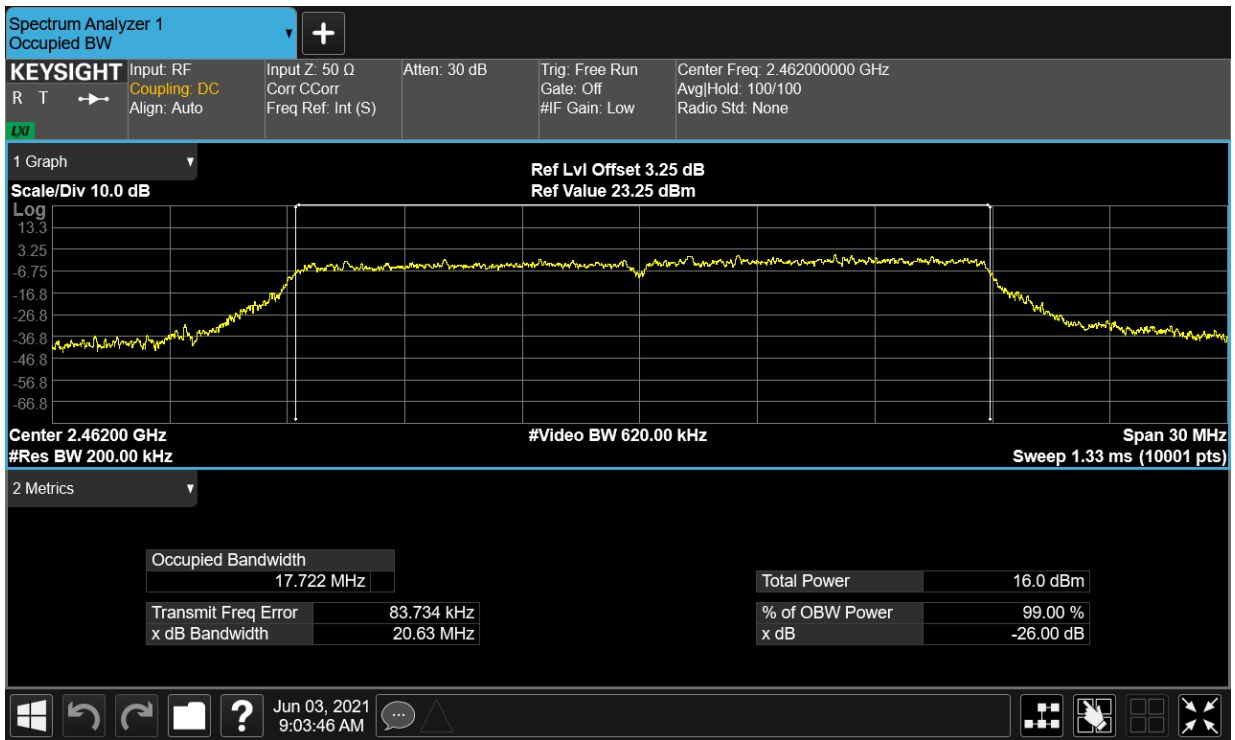 Spectrum Analyzer 1
Occupied BW
+
KEYSIGHT
R T
LXI
Input: RF
Coupling: DC
Align: Auto
Input Z: 50 Ω
Corr CCorr
Freq Ref: Int (S)
Atten: 30 dB
Trig: Free Run
Gate: Off
#IF Gain: Low
Center Freq: 2.462000000 GHz
Avg|Hold: 100/100
Radio Std: None
1 Graph
Scale/Div 10.0 dB
Ref Lvl Offset 3.25 dB
Ref Value 23.25 dBm
Log
13.3
3.25
-6.75
-16.8
-26.8
-36.8
-46.8
-56.8
-66.8
Center 2.46200 GHz
#Video BW 620.00 kHz
Span 30 MHz
#Res BW 200.00 kHz
Sweep 1.33 ms (10001 pts)
2 Metrics
Occupied Bandwidth
17.722 MHz
Transmit Freq Error 83.734 kHz
x dB Bandwidth 20.63 MHz
Total Power 16.0 dBm
% of OBW Power 99.00 %
x dB -26.00 dB
?
Jun 03, 2021
9:03:46 AM